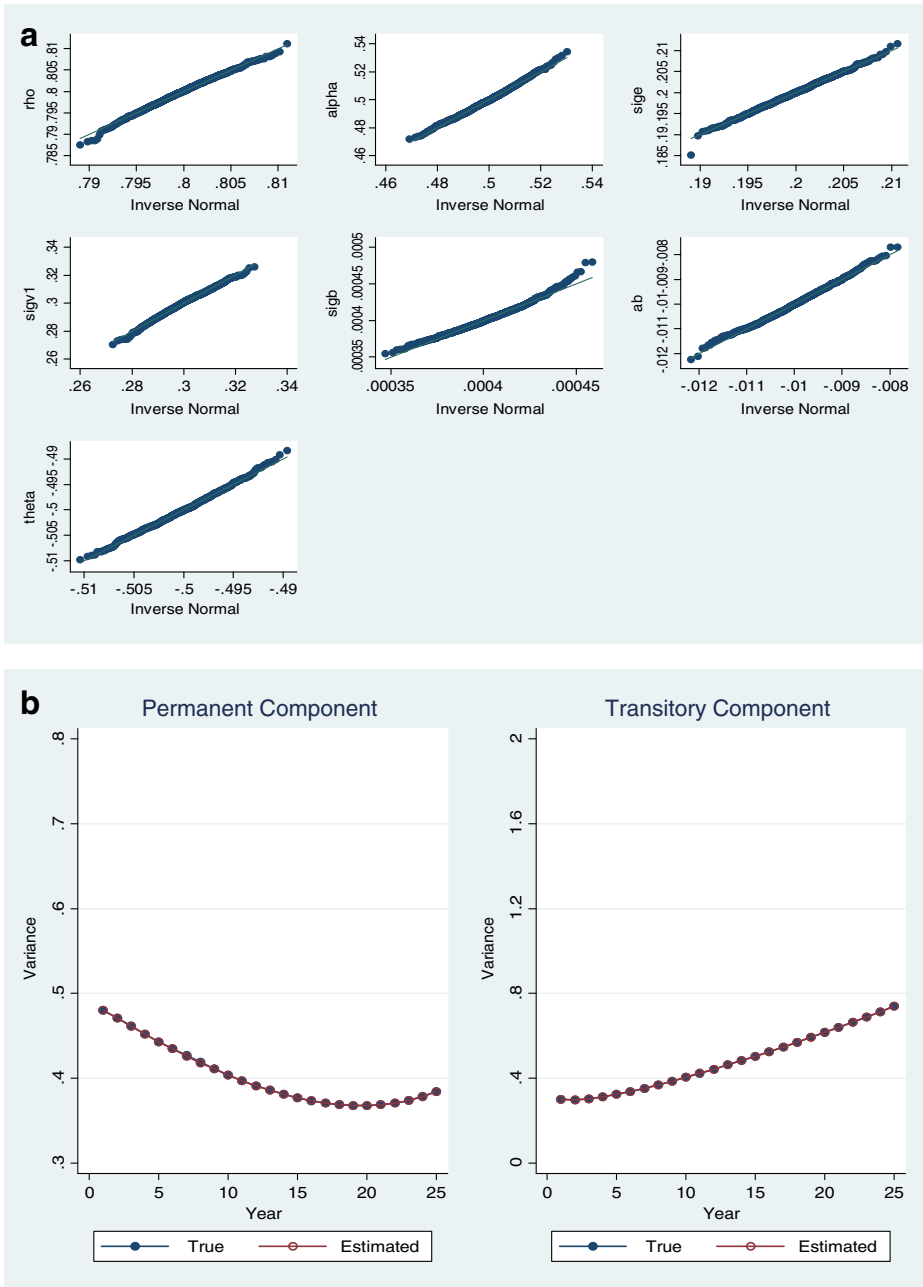 a
rho
.785 .79 .795 .8 .805 .81
.79 .795 .8 .805 .81
Inverse Normal
alpha
.46 .48 .5 .52 .54
.46 .48 .5 .52 .54
Inverse Normal
sige
.185 .19 .195 .2 .205 .21
.19 .195 .2 .205 .21
Inverse Normal
sigv1
.26 .28 .3 .32 .34
.26 .28 .3 .32 .34
Inverse Normal
sigb
.00035 .0004 .00045 .0005
.00035 .0004 .00045
Inverse Normal
ab
-.012 -.011 -.01 -.009 -.008
-.012 -.011 -.01 -.009 -.008
Inverse Normal
theta
-.51 -.505 -.5 -.495 -.49
-.51 -.505 -.5 -.495 -.49
Inverse Normal
b
Permanent Component
Variance
.3 .4 .5 .6 .7 .8
0 5 10 15 20 25
Year
True Estimated
Transitory Component
Variance
0 .4 .8 1.2 1.6 2
0 5 10 15 20 25
Year
True Estimated